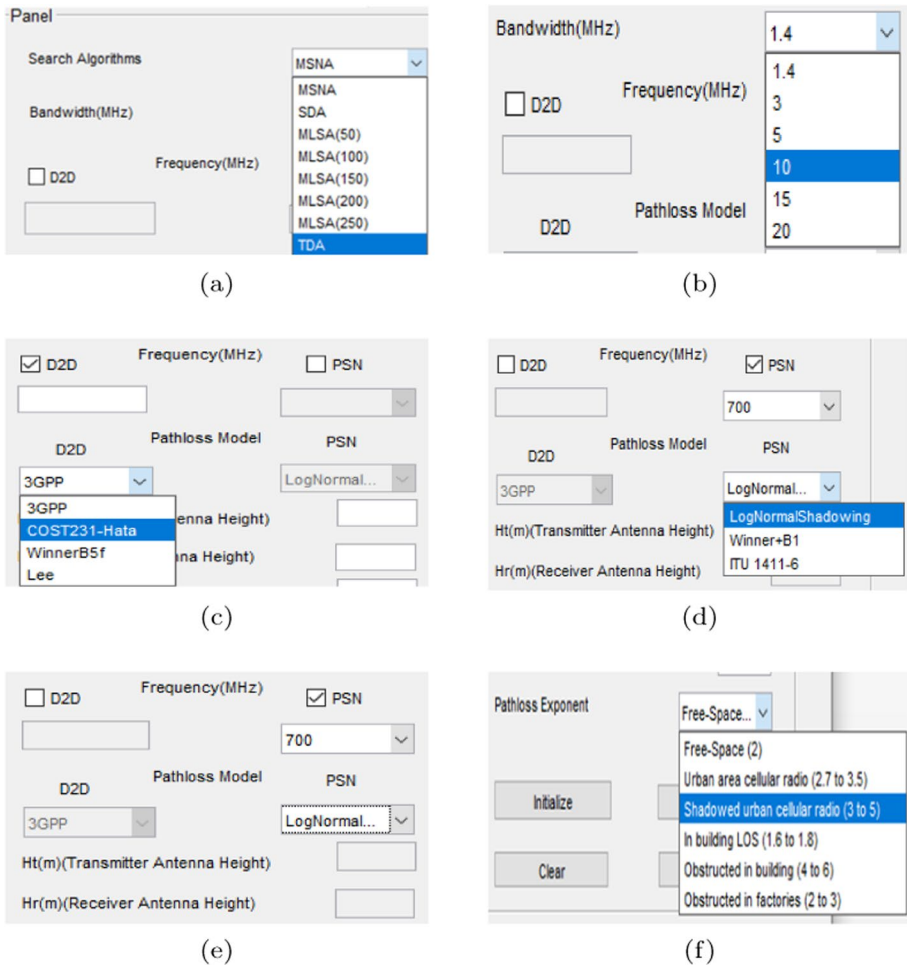 Panel
Search Algorithms
MSNA
MSNA
SDA
Bandwidth(MHz)
MLSA(50)
MLSA(100)
Frequency(MHz)
MLSA(150)
D2D
MLSA(200)
MLSA(250)
TDA
(a)
Bandwidth(MHz)
1.4
1.4
Frequency(MHz)
3
D2D
5
10
15
Pathloss Model
D2D
20
(b)
D2D
Frequency(MHz)
PSN
D2D
Pathloss Model
PSN
3GPP
LogNormal...
3GPP
COST231-Hata
enna Height)
WinnerB5f
nna Height)
Lee
(c)
D2D
Frequency(MHz)
PSN
700
D2D
Pathloss Model
PSN
3GPP
LogNormal...
LogNormalShadowing
Ht(m)(Transmitter Antenna Height)
Winner+B1
Hr(m)(Receiver Antenna Height)
ITU 1411-6
(d)
D2D
Frequency(MHz)
PSN
700
D2D
Pathloss Model
PSN
3GPP
LogNormal...
Ht(m)(Transmitter Antenna Height)
Hr(m)(Receiver Antenna Height)
(e)
Pathloss Exponent
Free-Space...
Free-Space (2)
Urban area cellular radio (2.7 to 3.5)
Initialize
Shadowed urban cellular radio (3 to 5)
In building LOS (1.6 to 1.8)
Clear
Obstructed in building (4 to 6)
Obstructed in factories (2 to 3)
(f)